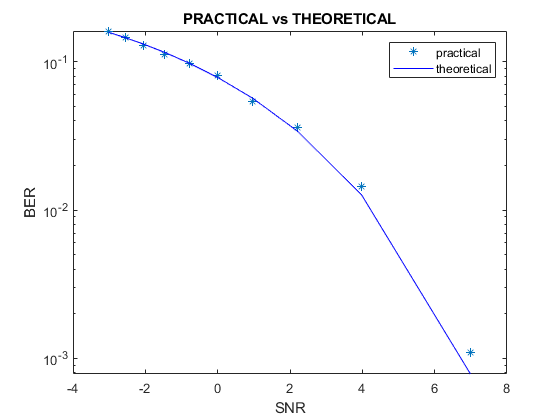 PRACTICAL vs THEORETICAL
practical
theoretical
10^-1
10^-2
10^-3
BER
-4 -2 0 2 4 6 8
SNR